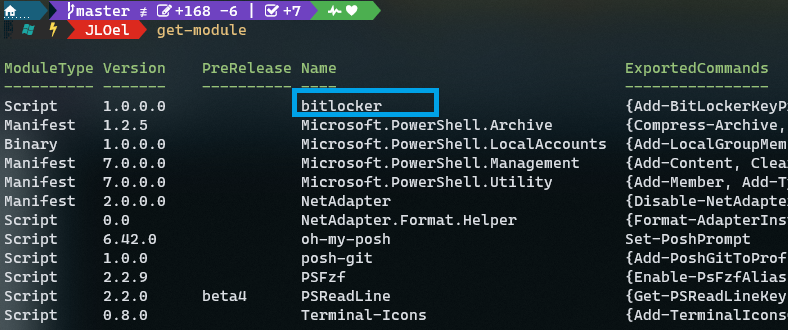 master ≢ +168 -6 | +7
JLOel get-module
ModuleType Version PreRelease Name ExportedCommands
---------- ------- ---------- ---- ----------------
Script 1.0.0.0 bitlocker {Add-BitLockerKeyP
Manifest 1.2.5 Microsoft.PowerShell.Archive {Compress-Archive,
Binary 1.0.0.0 Microsoft.PowerShell.LocalAccounts {Add-LocalGroupMem
Manifest 7.0.0.0 Microsoft.PowerShell.Management {Add-Content, Clea
Manifest 7.0.0.0 Microsoft.PowerShell.Utility {Add-Member, Add-T
Manifest 2.0.0.0 NetAdapter {Disable-NetAdapte
Script 0.0 NetAdapter.Format.Helper {Format-AdapterIns
Script 6.42.0 oh-my-posh Set-PoshPrompt
Script 1.0.0 posh-git {Add-PoshGitToProf
Script 2.2.9 PSFzf {Enable-PsFzfAlias
Script 2.2.0 beta4 PSReadLine {Get-PSReadLineKey
Script 0.8.0 Terminal-Icons {Add-TerminalIcons